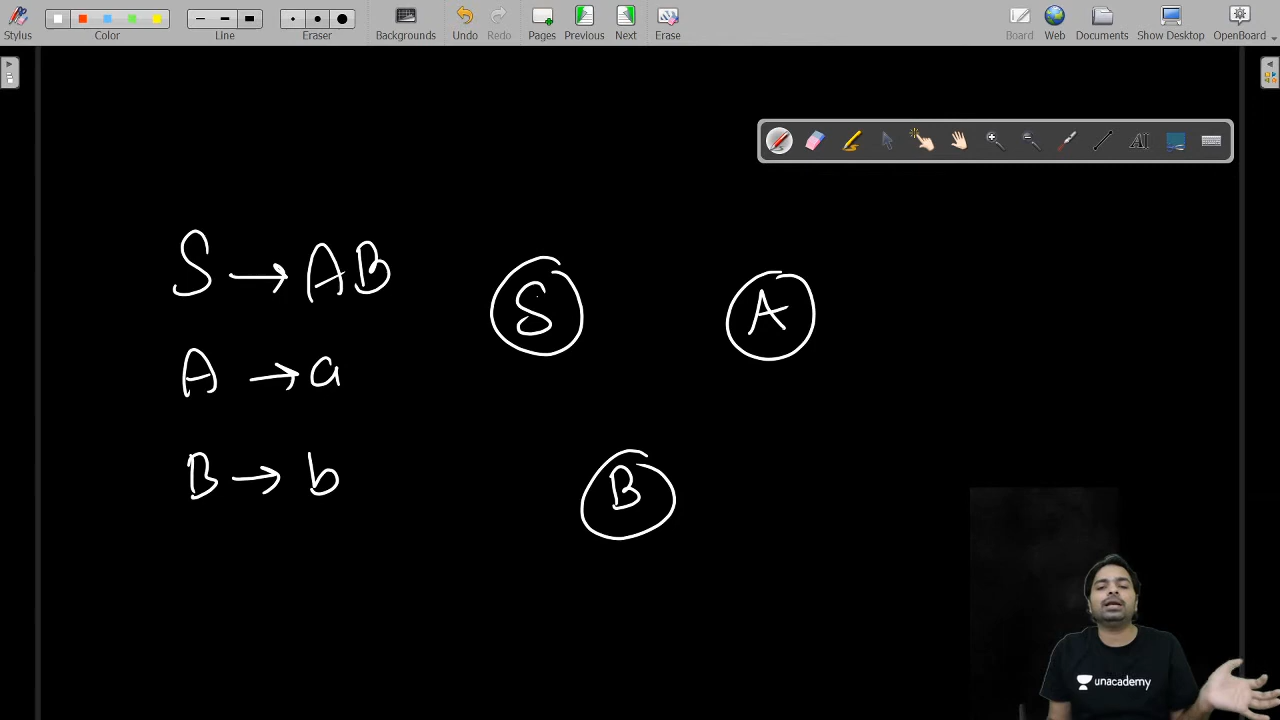 Stylus
Color
Line
Eraser
Backgrounds
Undo
Redo
Pages
Previous
Next
Erase
Board
Web
Documents
Show Desktop
OpenBoard
S → AB
A → a
B → b
S
A
B
unacademy